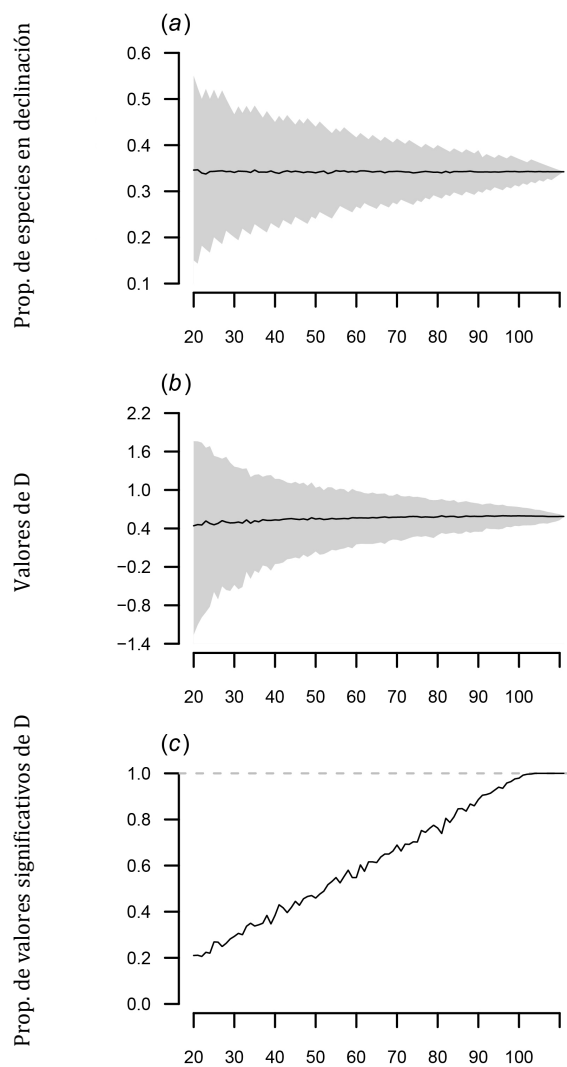 (a)
Prop. de especies en declinación
0.6
0.5
0.4
0.3
0.2
0.1
20 30 40 50 60 70 80 90 100
(b)
Valores de D
2.2
1.6
1.0
0.4
−0.2
−0.8
−1.4
20 30 40 50 60 70 80 90 100
(c)
Prop. de valores significativos de D
1.0
0.8
0.6
0.4
0.2
0.0
20 30 40 50 60 70 80 90 100